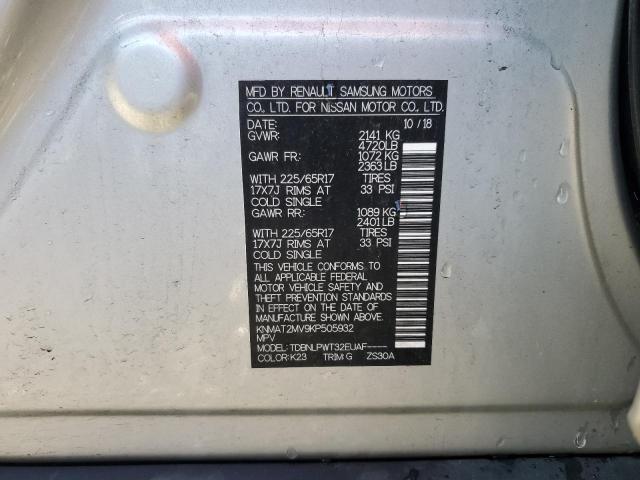 MFD BY RENAULT SAMSUNG MOTORS
CO., LTD. FOR NISSAN MOTOR CO., LTD.
DATE: 10 / 18
GVWR: 2141 KG
4720LB
GAWR FR: 1072 KG
2363 LB
WITH 225/65R17 TIRES
17X7J RIMS AT 33 PSI
COLD SINGLE
GAWR RR.: 1089 KG
2401 LB
WITH 225/65R17 TIRES
17X7J RIMS AT 33 PSI
COLD SINGLE
THIS VEHICLE CONFORMS TO
ALL APPLICABLE FEDERAL
MOTOR VEHICLE SAFETY AND
THEFT PREVENTION STANDARDS
IN EFFECT ON THE DATE OF
MANUFACTURE SHOWN ABOVE.
KNMAT2MV9KP505932
MPV
MODEL: TDBNLPWT32EUAF----
COLOR: K23 TRIM: G ZS30A